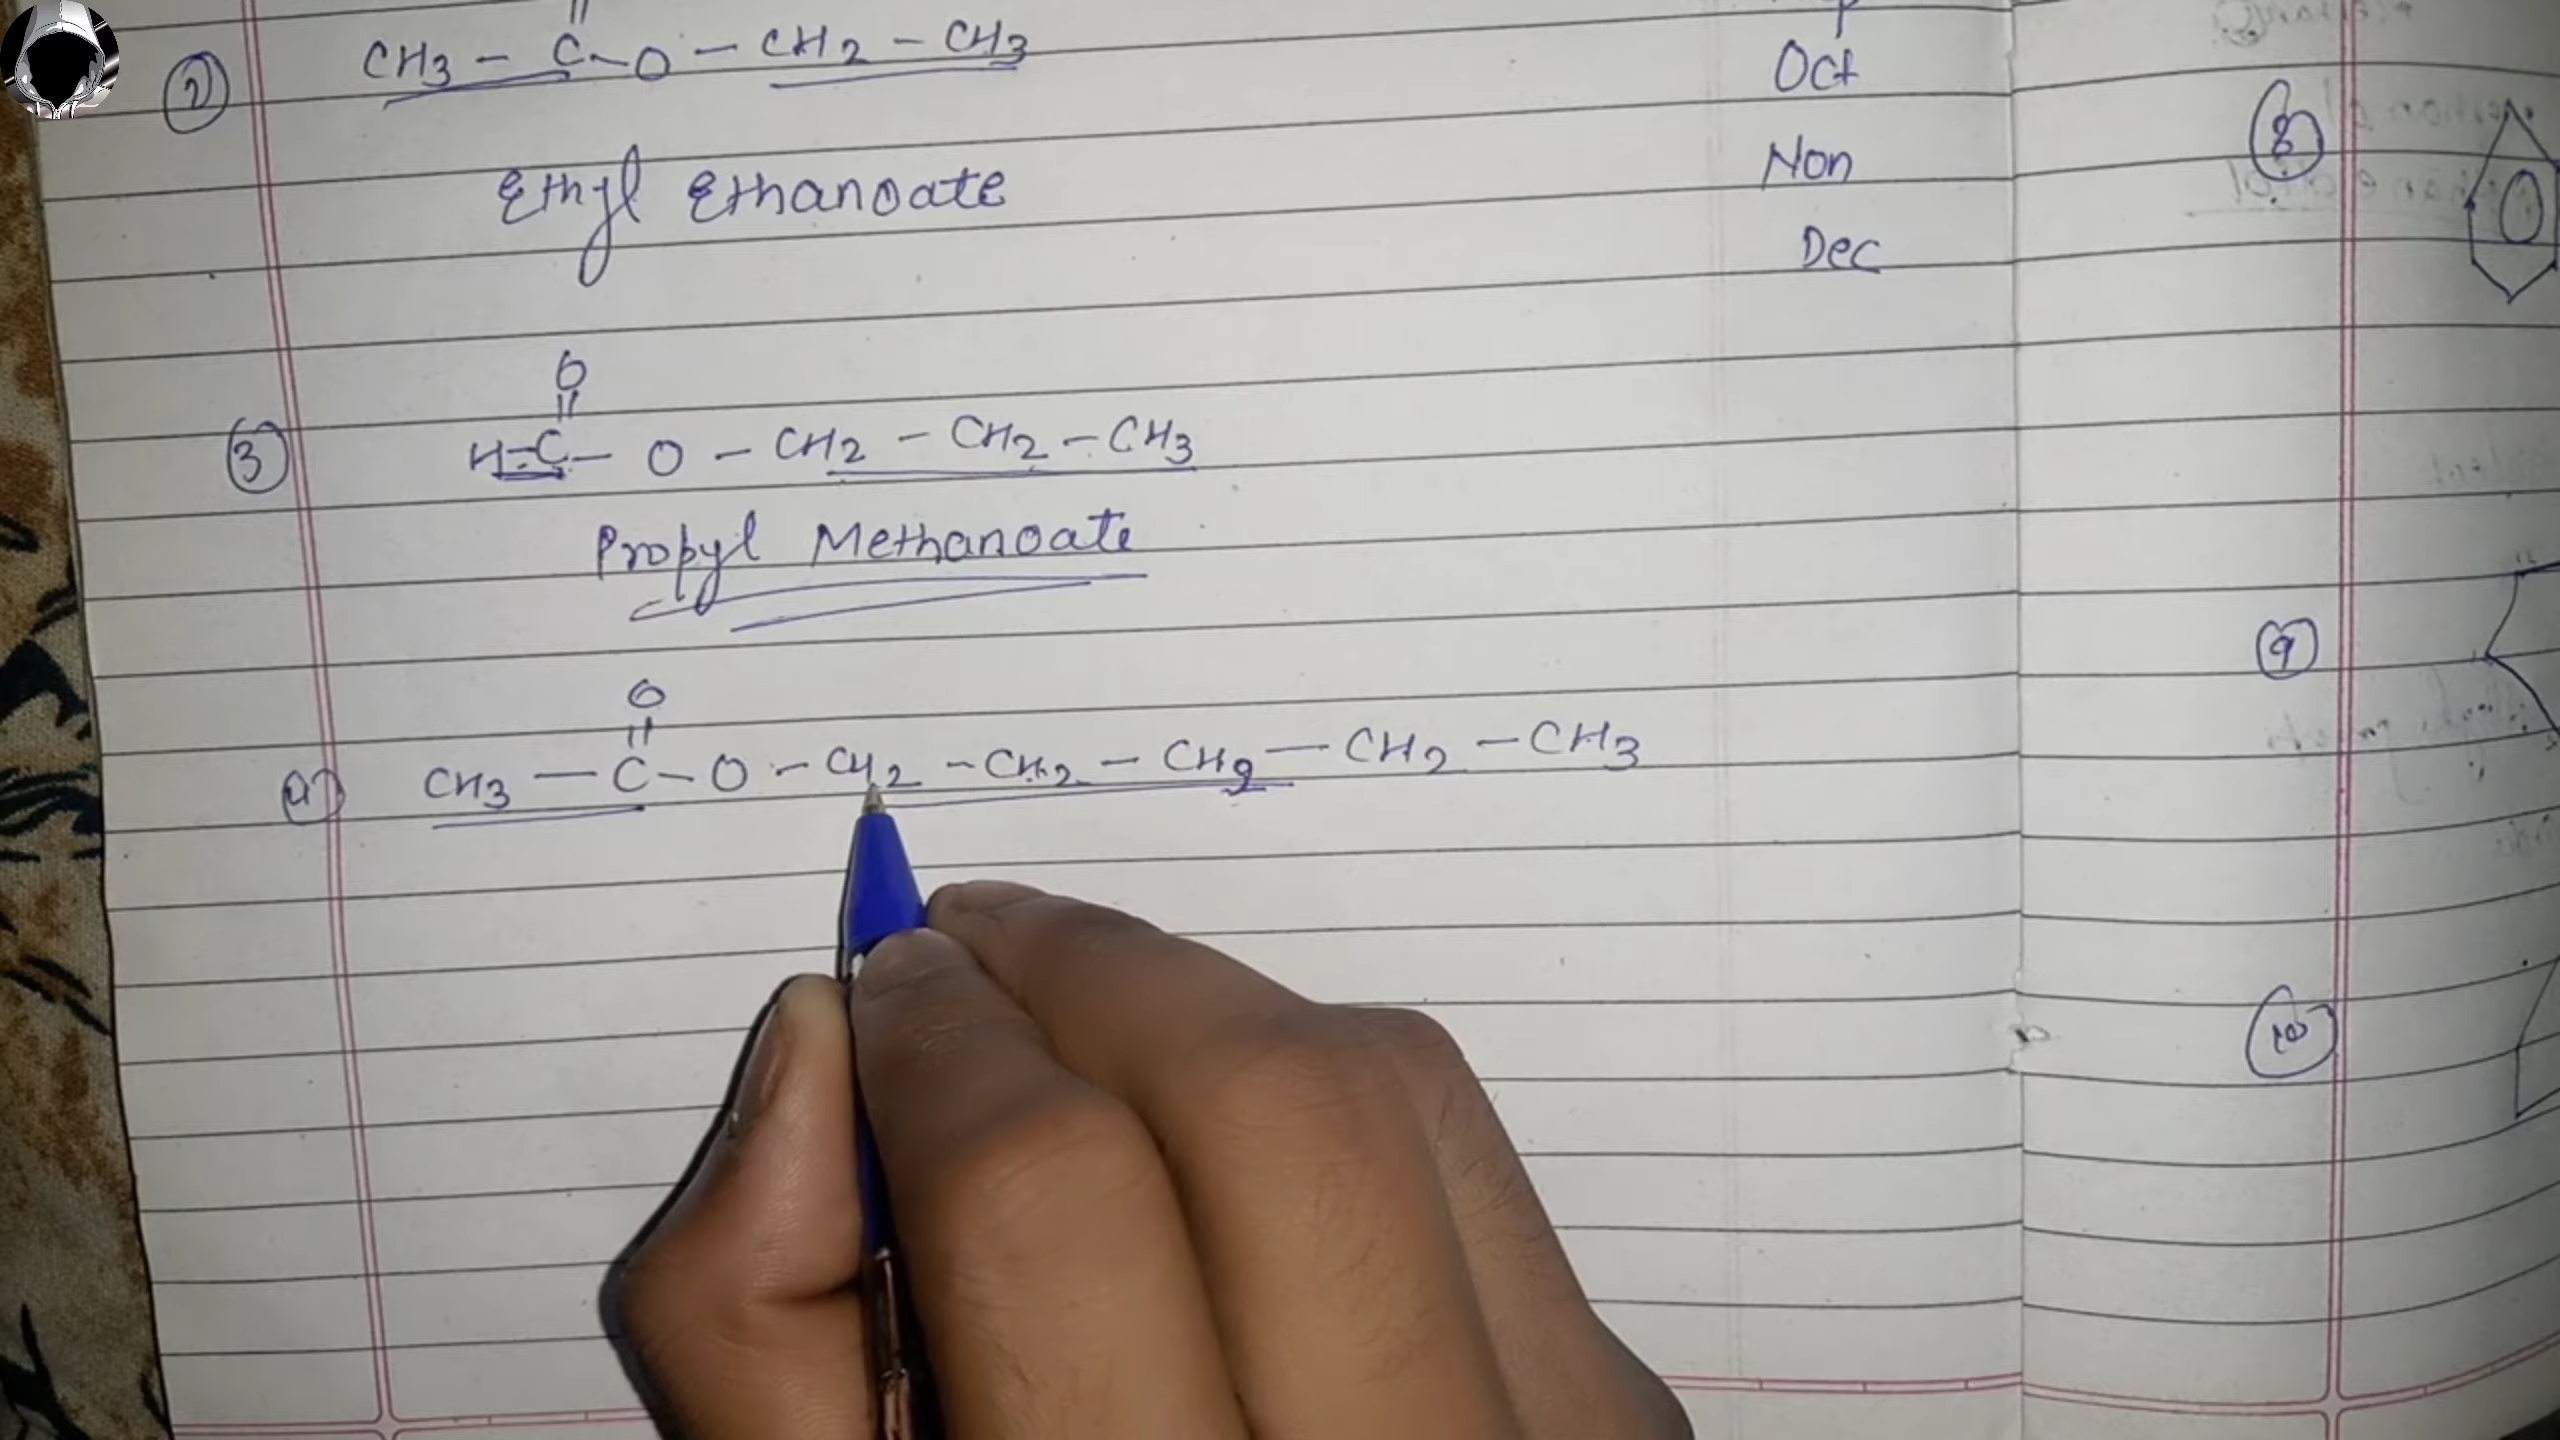 2)
CH3 - C - O - CH2 - CH3
Ethyl Ethanoate
Oct
Non
Dec
O
3) H - C - O - CH2 - CH2 - CH3
Propyl Methanoate
O
4) CH3 - C - O - CH2 - CH2 - CH2 - CH2 - CH3
8
9
10